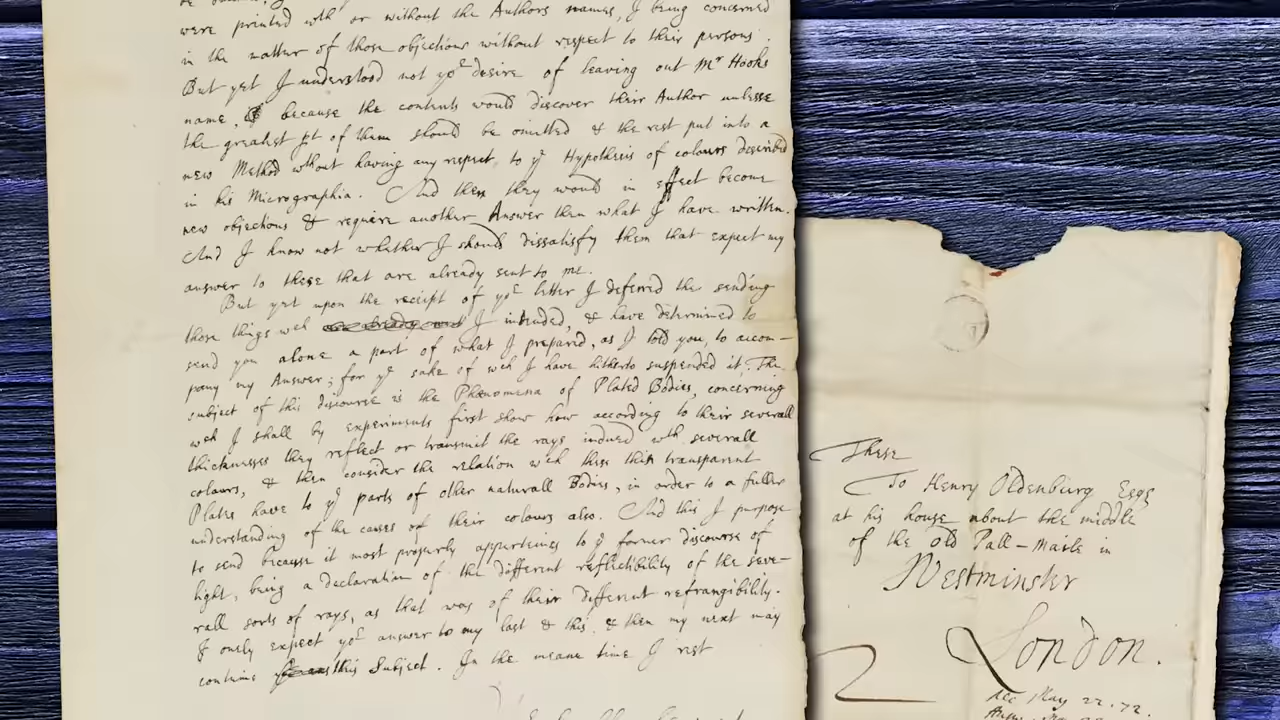 were printed wth or without the Authors names, I being concerned
in the matter of those objections without respect to their persons.
But yet I understood not yor desire of leaving out Mr Hooks
name, because the contents would discover their Author unlesse
the greatest pt of them should be omitted & the rest put into a
new Method wthout having any respect to ye Hypothesis of colours described
in his Micrographia. And then they would in effect become
new objections & require another Answer then what I have written.
And I know not whether I should dissatisfy them that expect my
answer to these that are already sent to me.
But yet upon the receipt of yor letter I deferred the sending
those things wch I intended, & have determined to
send you alone a part of what I prepared, as I told you, to accom-
pany my Answer; for ye sake of wch I have hitherto suspended it. The
subject of this discourse is the Phænomena of Plated Bodies, concerning
wch I shall by experiments first show how according to their severall
thicknesses they reflect or transmit the rays indued wth severall
colours, & then consider the relation wch these thin transparent
Plates have to ye parts of other naturall Bodies, in order to a fuller
understanding of the causes of their colours also. And this I purpose
to send because it most properly appertenies to ye former discourse of
light, being a declaration of the different reflectibility of the seve-
rall sorts of rays, as that was of their different refrangibility.
I only expect yor answer to my last & this, & then my next may
contains this Subject. In the meane time I rest
These
To Henry Oldenburg Esqe
at his house about the middle
of the old Pall-maile in
Westminster
London.
Rec. May 22. 72.